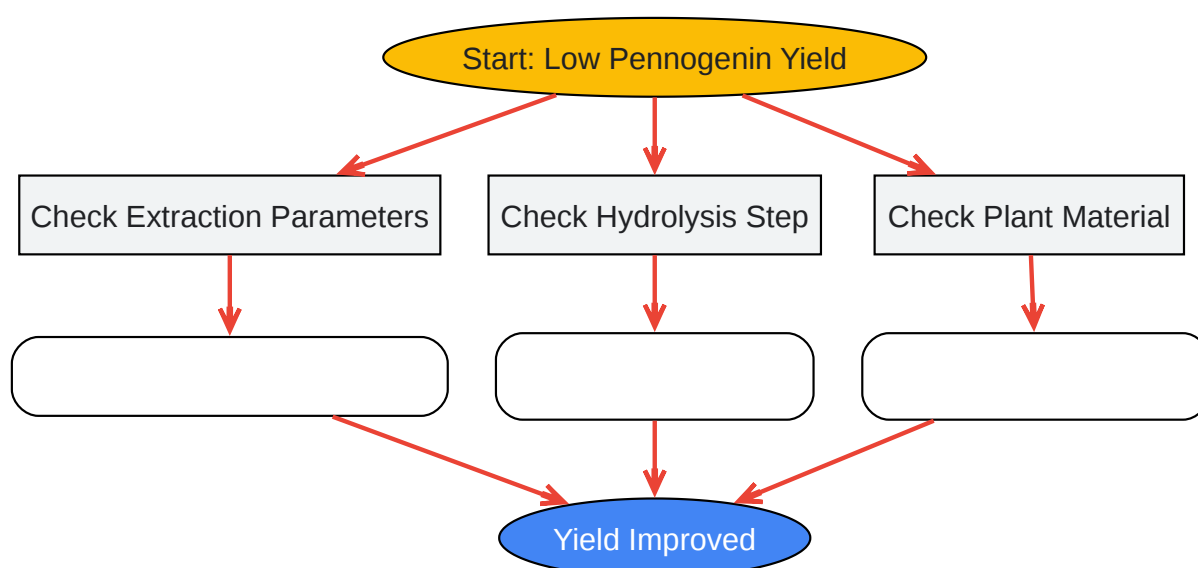 Start: Low Pennogenin Yield
Check Extraction Parameters
Check Hydrolysis Step
Check Plant Material
Yield Improved